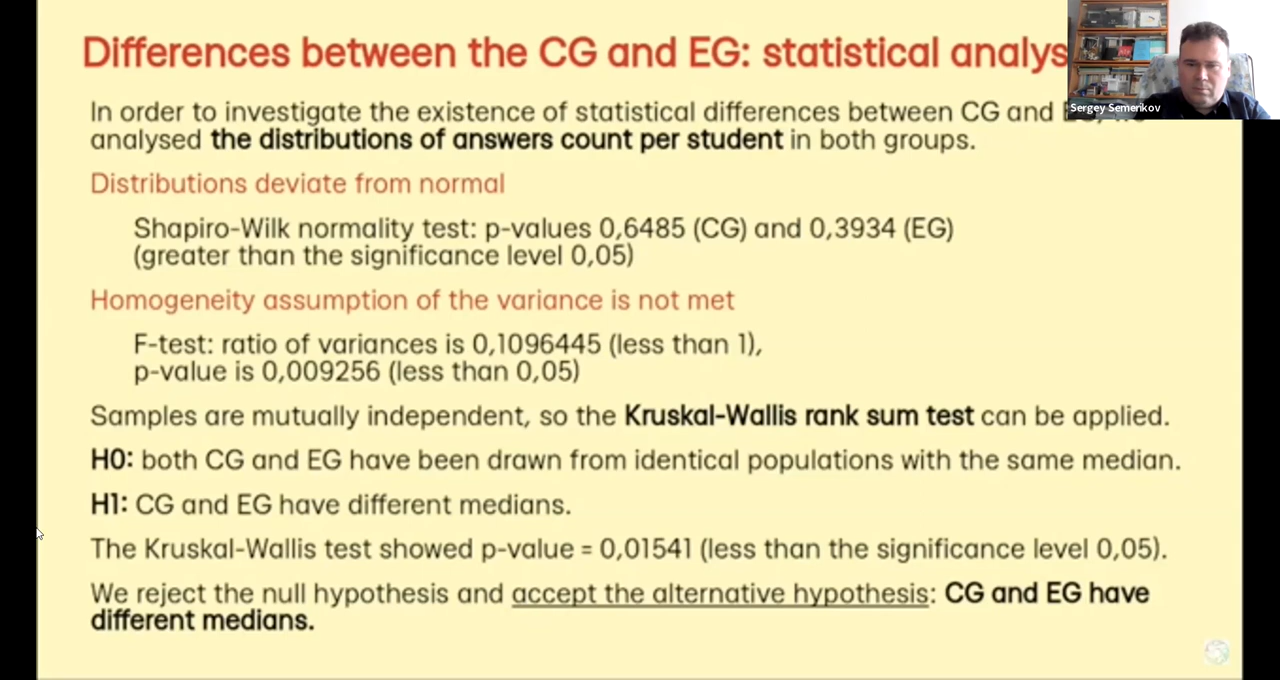 Differences between the CG and EG: statistical analys
Sergey Semerikov
In order to investigate the existence of statistical differences between CG and
analysed the distributions of answers count per student in both groups.
Distributions deviate from normal
Shapiro-Wilk normality test: p-values 0,6485 (CG) and 0,3934 (EG)
(greater than the significance level 0,05)
Homogeneity assumption of the variance is not met
F-test: ratio of variances is 0,1096445 (less than 1),
p-value is 0,009256 (less than 0,05)
Samples are mutually independent, so the Kruskal-Wallis rank sum test can be applied.
H0: both CG and EG have been drawn from identical populations with the same median.
H1: CG and EG have different medians.
The Kruskal-Wallis test showed p-value = 0,01541 (less than the significance level 0,05).
We reject the null hypothesis and accept the alternative hypothesis: CG and EG have
different medians.